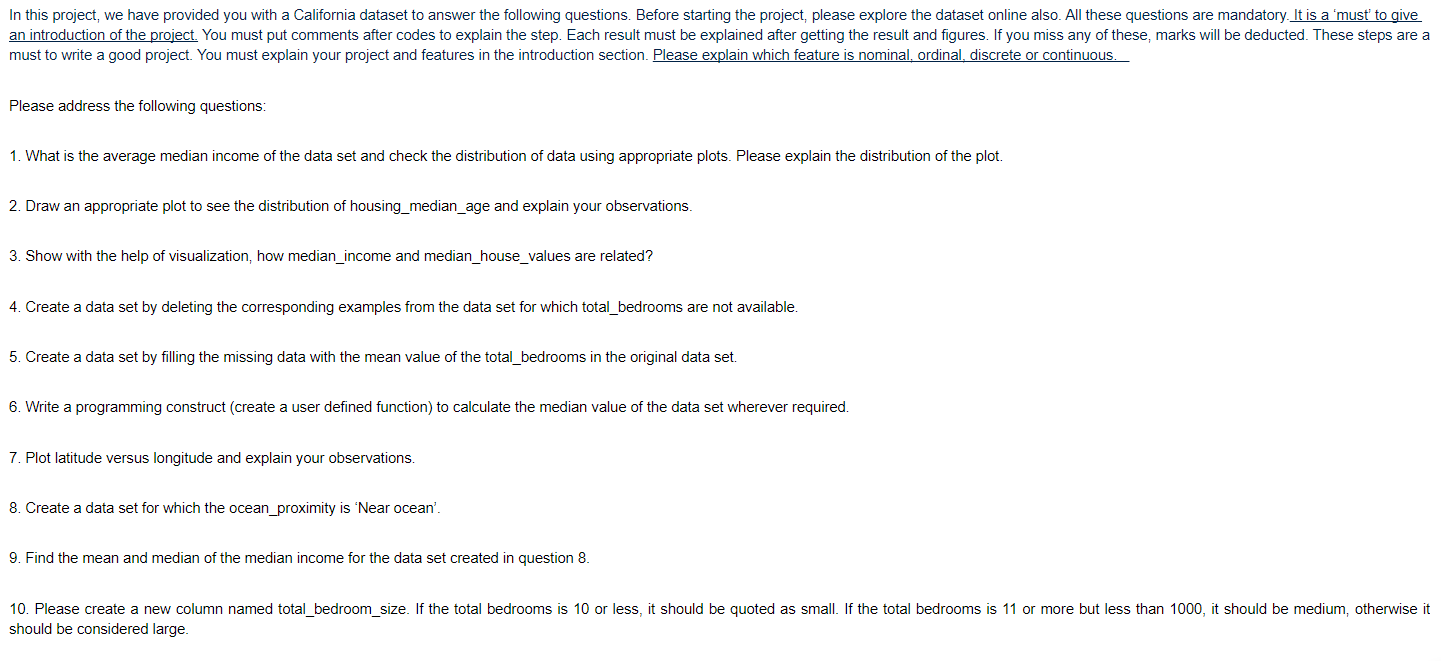 In this project, we have provided you with a California dataset to answer the following questions. Before starting the project, please explore the dataset online also. All these questions are mandatory. It is a 'must' to give
an introduction of the project. You must put comments after codes to explain the step. Each result must be explained after getting the result and figures. If you miss any of these, marks will be deducted. These steps are a
must to write a good project. You must explain your project and features in the introduction section. Please explain which feature is nominal, ordinal, discrete or continuous.
Please address the following questions:
1. What is the average median income of the data set and check the distribution of data using appropriate plots. Please explain the distribution of the plot.
2. Draw an appropriate plot to see the distribution of housing_median_age and explain your observations.
3. Show with the help of visualization, how median_income and median_house_values are related?
4. Create a data set by deleting the corresponding examples from the data set for which total_bedrooms are not available.
5. Create a data set by filling the missing data with the mean value of the total_bedrooms in the original data set.
6. Write a programming construct (create a user defined function) to calculate the median value of the data set wherever required.
7. Plot latitude versus longitude and explain your observations.
8. Create a data set for which the ocean_proximity is 'Near ocean'.
9. Find the mean and median of the median income for the data set created in question 8.
10. Please create a new column named total_bedroom_size. If the total bedrooms is 10 or less, it should be quoted as small. If the total bedrooms is 11 or more but less than 1000, it should be medium, otherwise it
should be considered large.